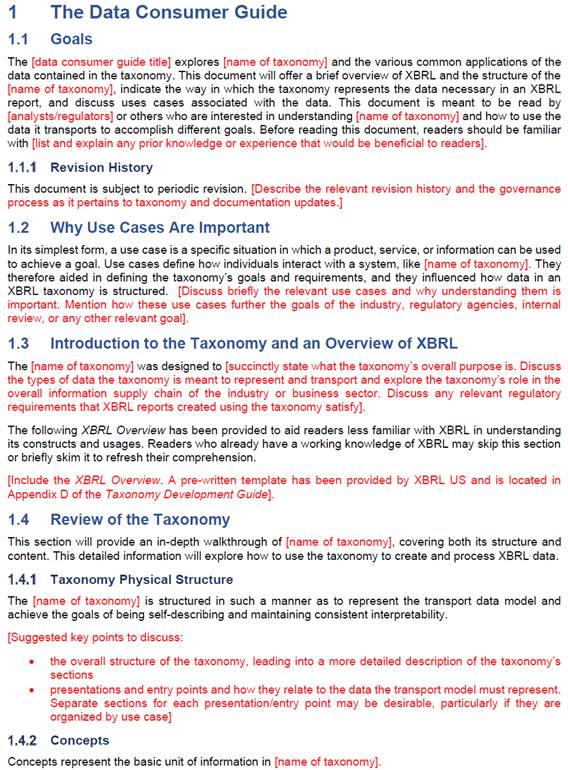 1 The Data Consumer Guide
1.1 Goals
The [data consumer guide title] explores [name of taxonomy] and the various common applications of the
data contained in the taxonomy. This document will offer a brief overview of XBRL and the structure of the
[name of taxonomy], indicate the way in which the taxonomy represents the data necessary in an XBRL
report, and discuss uses cases associated with the data. This document is meant to be read by
[analysts/regulators] or others who are interested in understanding [name of taxonomy] and how to use the
data it transports to accomplish different goals. Before reading this document, readers should be familiar
with [list and explain any prior knowledge or experience that would be beneficial to readers].
1.1.1 Revision History
This document is subject to periodic revision. [Describe the relevant revision history and the governance
process as it pertains to taxonomy and documentation updates.]
1.2 Why Use Cases Are Important
In its simplest form, a use case is a specific situation in which a product, service, or information can be used
to achieve a goal. Use cases define how individuals interact with a system, like [name of taxonomy]. They
therefore aided in defining the taxonomy's goals and requirements, and they influenced how data in an
XBRL taxonomy is structured. [Discuss briefly the relevant use cases and why understanding them is
important. Mention how these use cases further the goals of the industry, regulatory agencies, internal
review, or any other relevant goal].
1.3 Introduction to the Taxonomy and an Overview of XBRL
The [name of taxonomy] was designed to [succinctly state what the taxonomy's overall purpose is. Discuss
the types of data the taxonomy is meant to represent and transport and explore the taxonomy's role in the
overall information supply chain of the industry or business sector. Discuss any relevant regulatory
requirements that XBRL reports created using the taxonomy satisfy].
The following XBRL Overview has been provided to aid readers less familiar with XBRL in understanding
its constructs and usages. Readers who already have a working knowledge of XBRL may skip this section
or briefly skim it to refresh their comprehension.
[Include the XBRL Overview. A pre-written template has been provided by XBRL US and is located in
Appendix D of the Taxonomy Development Guide].
1.4 Review of the Taxonomy
This section will provide an in-depth walkthrough of [name of taxonomy], covering both its structure and
content. This detailed information will explore how to use the taxonomy to create and process XBRL data.
1.4.1 Taxonomy Physical Structure
The [name of taxonomy] is structured in such a manner as to represent the transport data model and
achieve the goals of being self-describing and maintaining consistent interpretability.
[Suggested key points to discuss:
• the overall structure of the taxonomy, leading into a more detailed description of the taxonomy's
sections
• presentations and entry points and how they relate to the data the transport model must represent.
Separate sections for each presentation/entry point may be desirable, particularly if they are
organized by use case]
1.4.2 Concepts
Concepts represent the basic unit of information in [name of taxonomy].